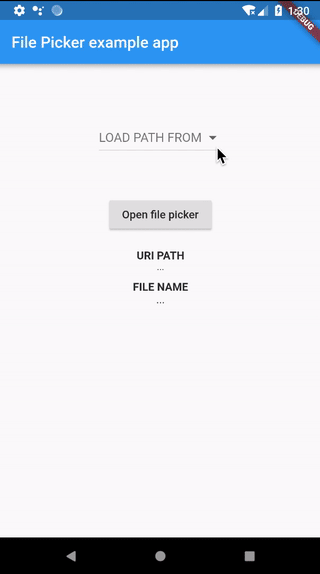 1:30
DEBUG
File Picker example app
LOAD PATH FROM
Open file picker
URI PATH
...
FILE NAME
...